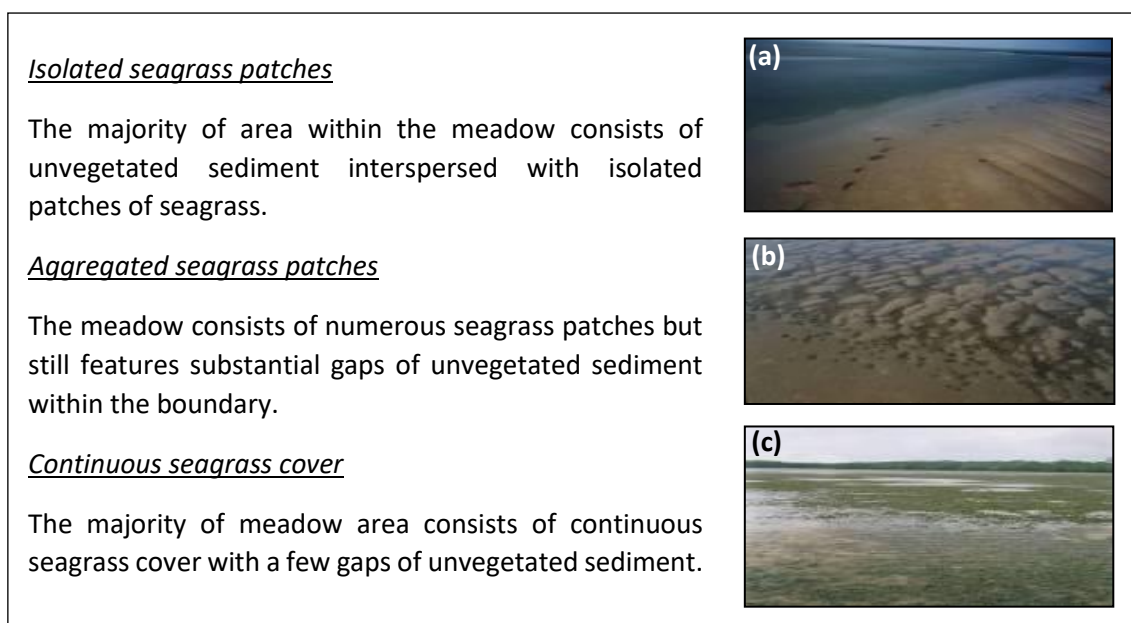 Isolated seagrass patches
(a)
The majority of area within the meadow consists of
unvegetated sediment interspersed with isolated
patches of seagrass.
Aggregated seagrass patches
(b)
The meadow consists of numerous seagrass patches but
still features substantial gaps of unvegetated sediment
within the boundary.
Continuous seagrass cover
(c)
The majority of meadow area consists of continuous
seagrass cover with a few gaps of unvegetated sediment.